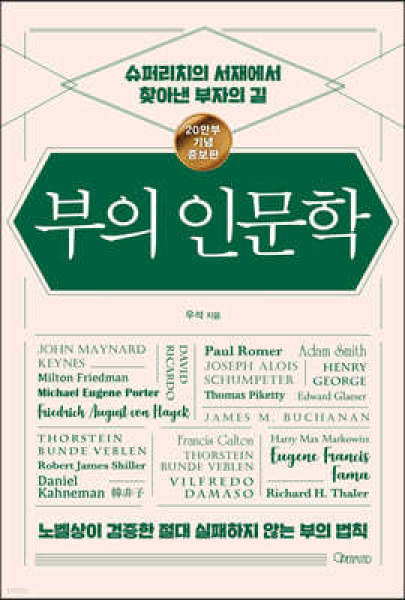 슈퍼리치의 서재에서
찾아낸 부자의 길
20만부
기념
증보판
부의 인문학
우석 지음
JOHN MAYNARD
KEYNES
Milton Friedman
Michael Eugene Porter
Friedrich August von Hayek
DAVID
RICARDO
Paul Romer
Adam Smith
JOSEPH ALOIS
SCHUMPETER
HENRY
GEORGE
Thomas Piketty
Edward Glaeser
JAMES M. BUCHANAN
THORSTEIN
BUNDE VEBLEN
Robert James Shiller
Daniel
Kahneman 韓非子
Francis Galton
THORSTEIN
BUNDE VEBLEN
VILFREDO
DAMASO
Harry Max Markowitz
Eugene Francis
Fama
Richard H. Thaler
노벨상이 검증한 절대 실패하지 않는 부의 법칙